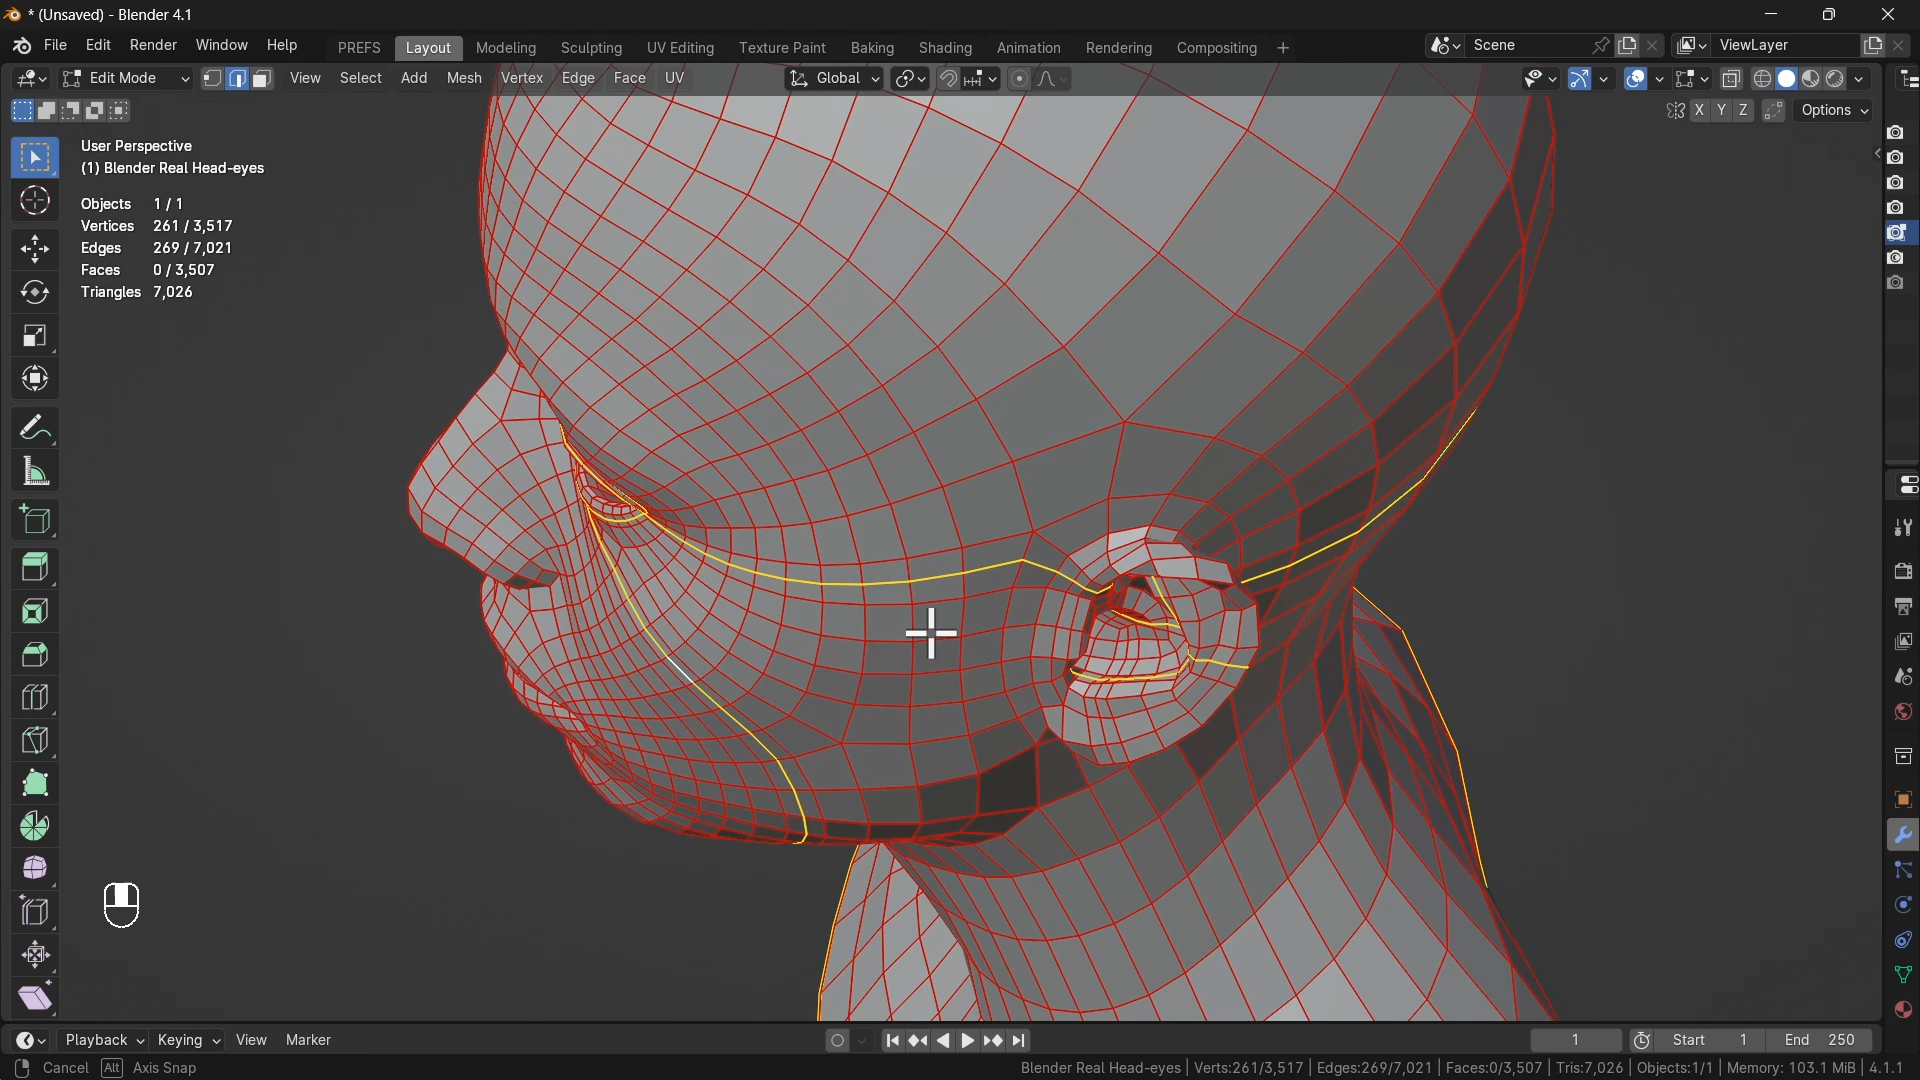 * (Unsaved) - Blender 4.1
File Edit Render Window Help PREFS Layout Modeling Sculpting UV Editing Texture Paint Baking Shading Animation Rendering Compositing + Scene ViewLayer
Edit Mode View Select Add Mesh Vertex Edge Face UV Global
X Y Z Options
User Perspective
(1) Blender Real Head-eyes
Objects 1 / 1
Vertices 261 / 3,517
Edges 269 / 7,021
Faces 0 / 3,507
Triangles 7,026
Playback Keying View Marker 1 Start 1 End 250
Cancel Alt Axis Snap Blender Real Head-eyes | Verts:261/3,517 | Edges:269/7,021 | Faces:0/3,507 | Tris:7,026 | Objects:1/1 | Memory: 103.1 MiB | 4.1.1